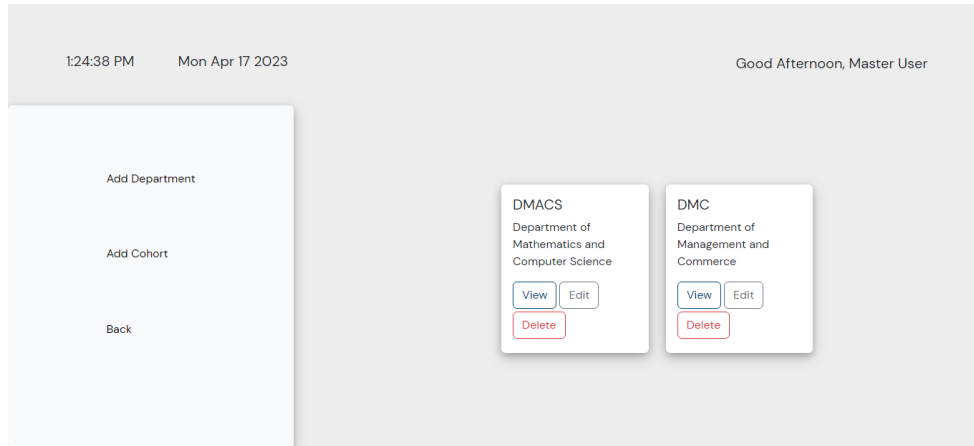 1:24:38 PM Mon Apr 17 2023
Good Afternoon, Master User
Add Department
Add Cohort
Back
DMACS
Department of
Mathematics and
Computer Science
View Edit
Delete
DMC
Department of
Management and
Commerce
View Edit
Delete